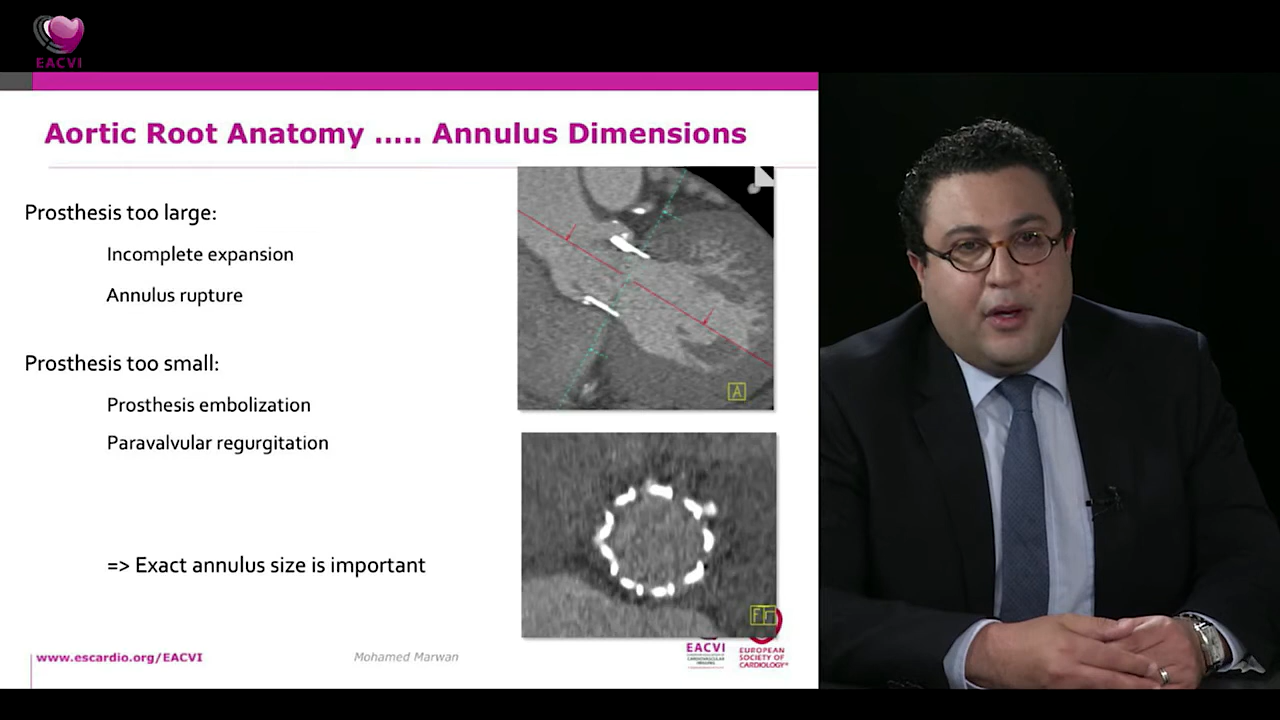 EACVI
Aortic Root Anatomy ..... Annulus Dimensions
Prosthesis too large:
Incomplete expansion
Annulus rupture
Prosthesis too small:
Prosthesis embolization
Paravalvular regurgitation
=> Exact annulus size is important
A
www.escardio.org/EACVI
Mohamed Marwan
EACVI
EUROPEAN
SOCIETY OF
CARDIOLOGY®